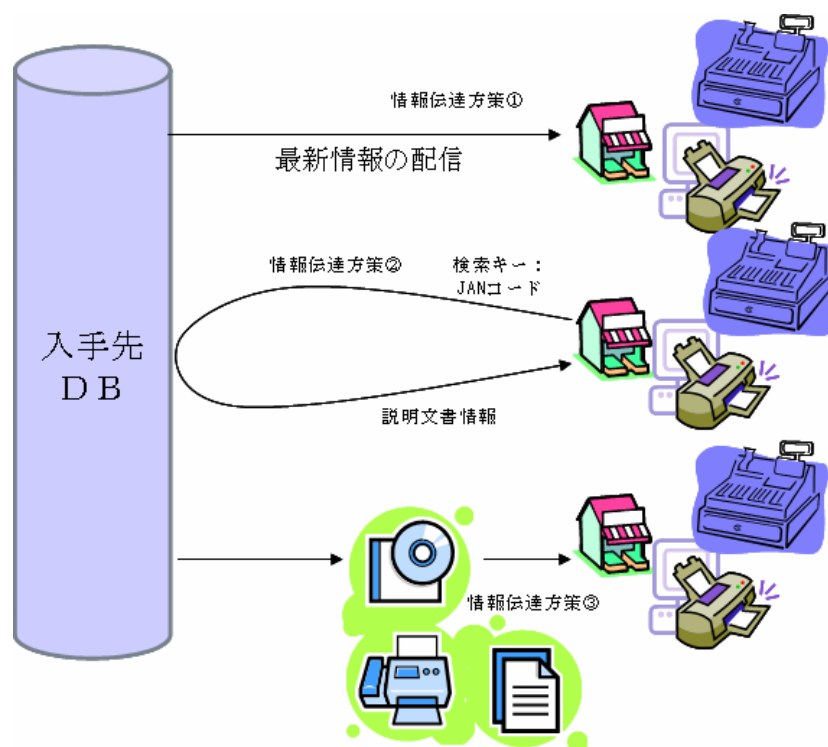 情報伝達方策①
最新情報の配信
情報伝達方策②
検索キー：
JANコード
入手先
ＤＢ
説明文書情報
情報伝達方策③